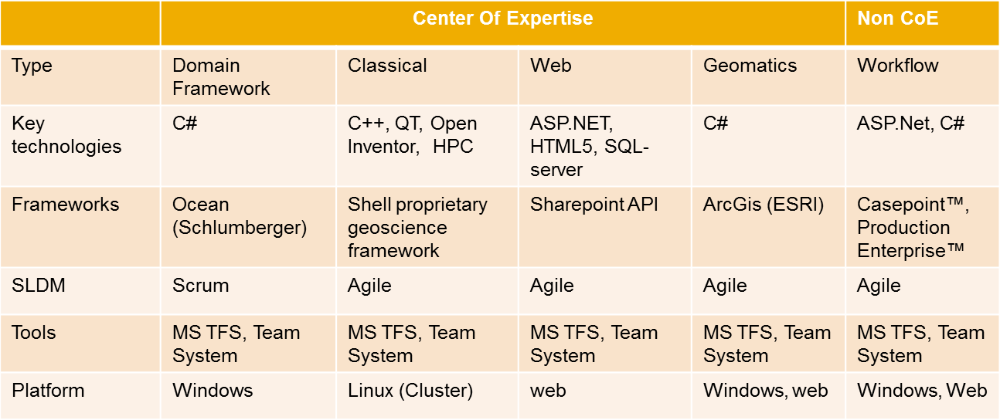 Center Of Expertise Non CoE
Type Domain Framework Classical Web Geomatics Workflow
Key technologies C# C++, QT, Open Inventor, HPC ASP.NET, HTML5, SQL-server C# ASP.Net, C#
Frameworks Ocean (Schlumberger) Shell proprietary geoscience framework Sharepoint API ArcGis (ESRI) Casepoint™, Production Enterprise™
SLDM Scrum Agile Agile Agile Agile
Tools MS TFS, Team System MS TFS, Team System MS TFS, Team System MS TFS, Team System MS TFS, Team System
Platform Windows Linux (Cluster) web Windows, web Windows, Web